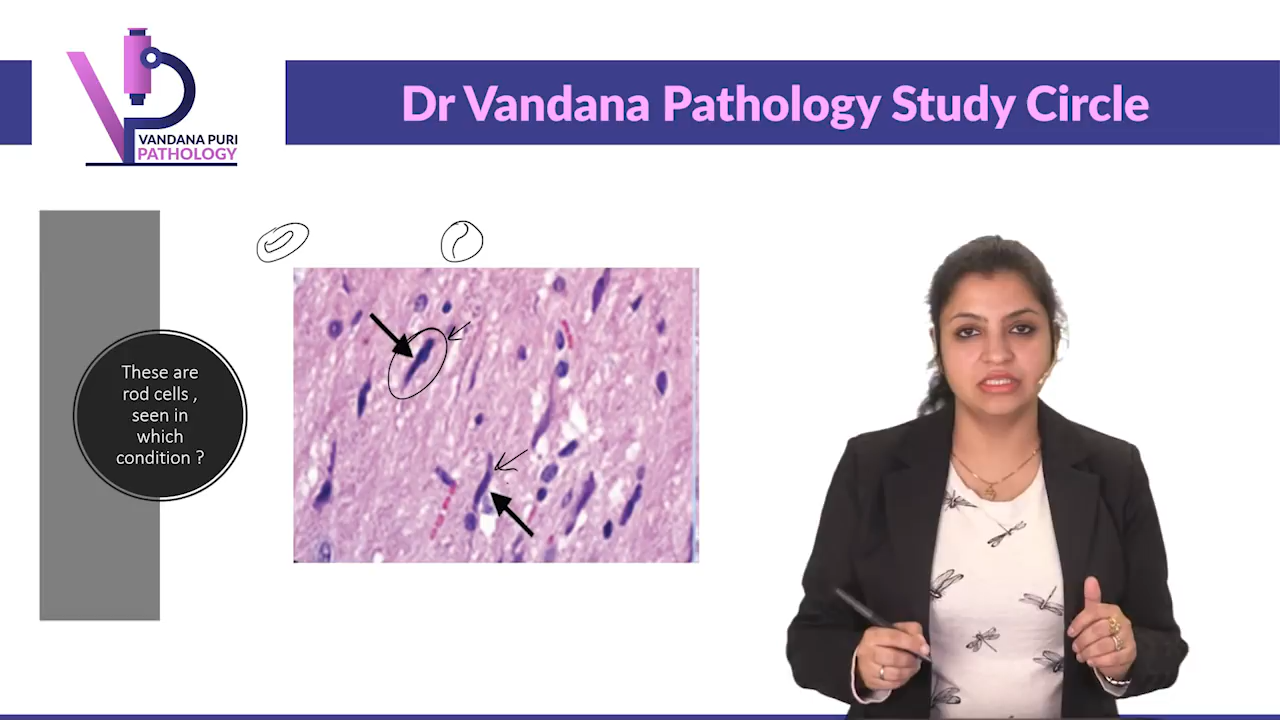 Dr Vandana Pathology Study Circle
VANDANA PURI
PATHOLOGY
These are
rod cells ,
seen in
which
condition ?